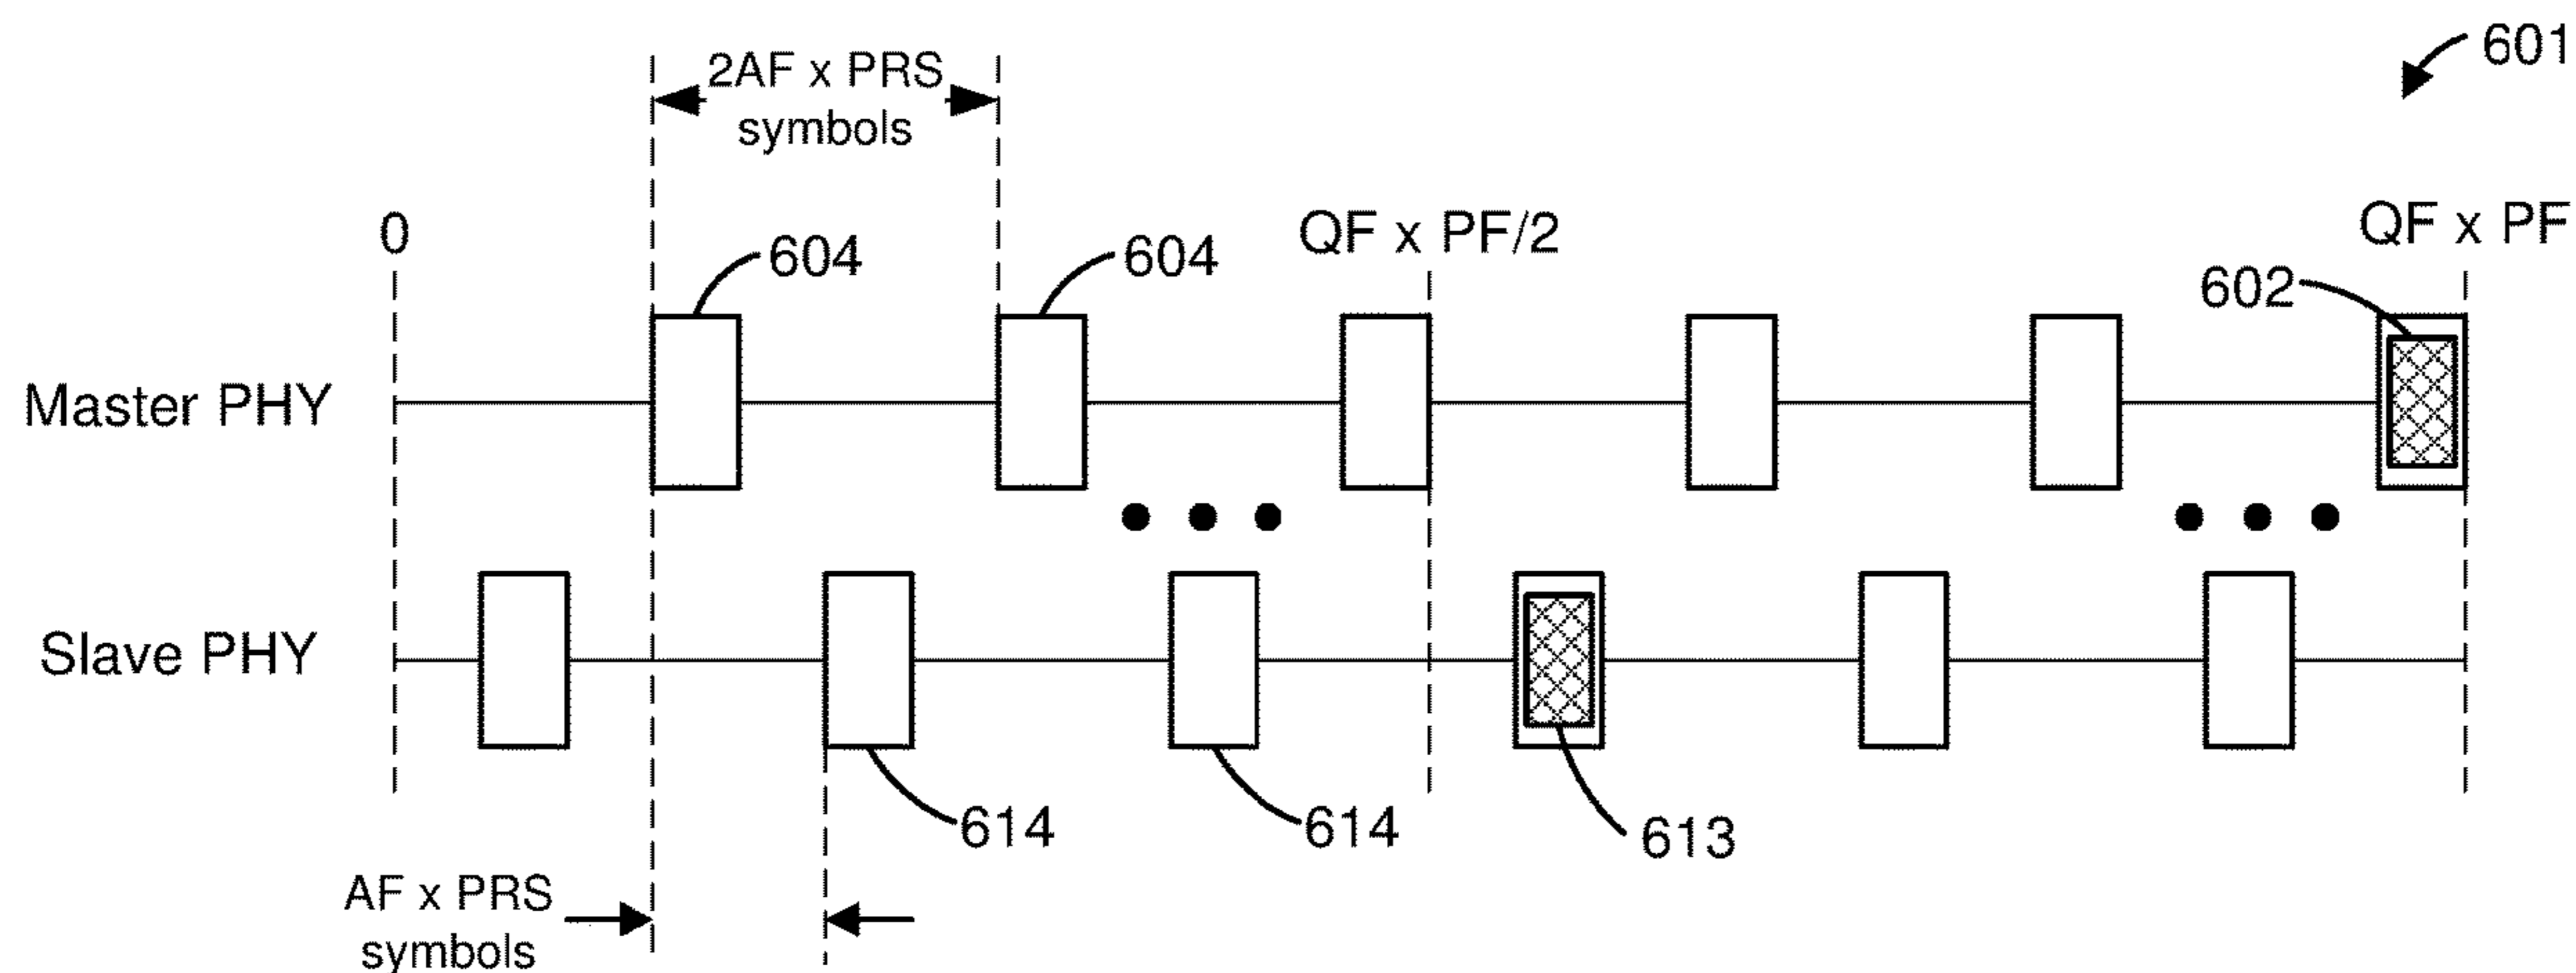 601
2AF x PRS
symbols
0
604
604
QF x PF/2
QF x PF
602
Master PHY
Slave PHY
614
614
613
AF x PRS
symbols